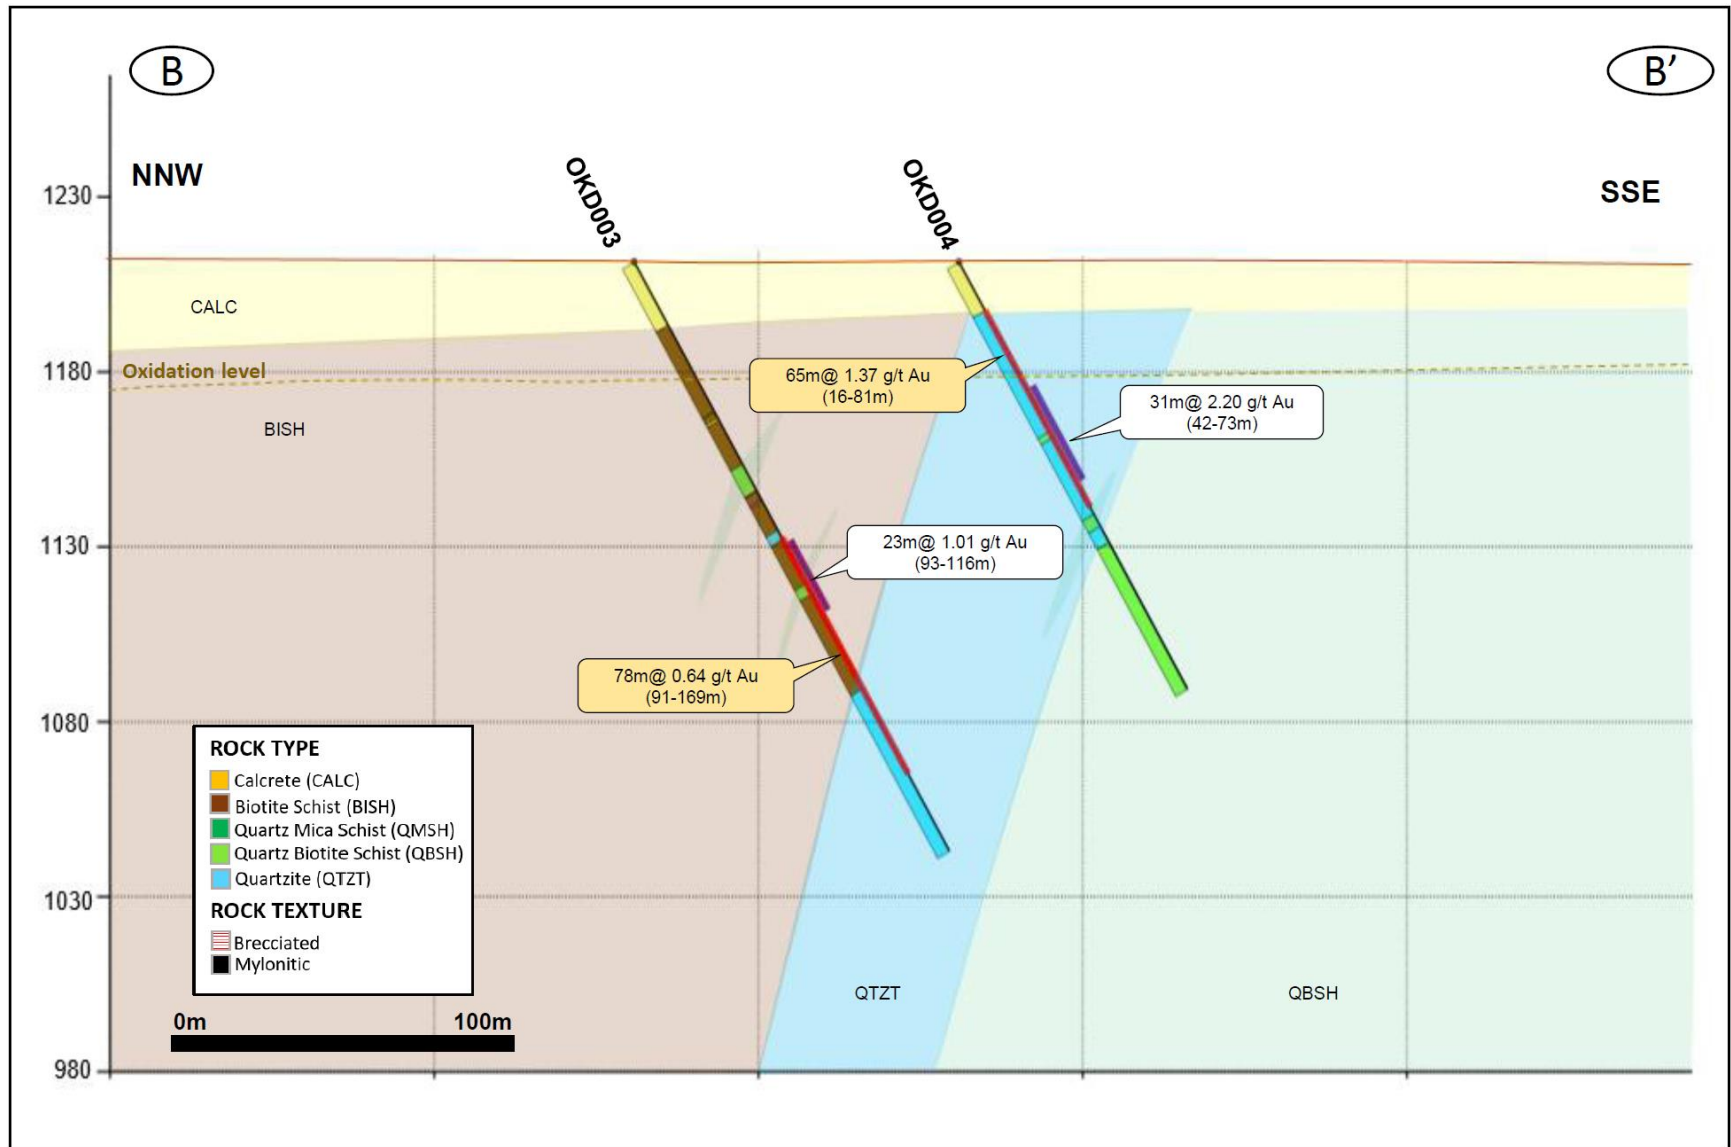 B
B’
NNW
SSE
OKD003
OKD004
1230
1180
1130
1080
1030
980
CALC
Oxidation level
BISH
65m@ 1.37 g/t Au
(16-81m)
31m@ 2.20 g/t Au
(42-73m)
23m@ 1.01 g/t Au
(93-116m)
78m@ 0.64 g/t Au
(91-169m)
ROCK TYPE
Calcrete (CALC)
Biotite Schist (BISH)
Quartz Mica Schist (QMSH)
Quartz Biotite Schist (QBSH)
Quartzite (QTZT)
ROCK TEXTURE
Brecciated
Mylonitic
QTZT
QBSH
0m 100m